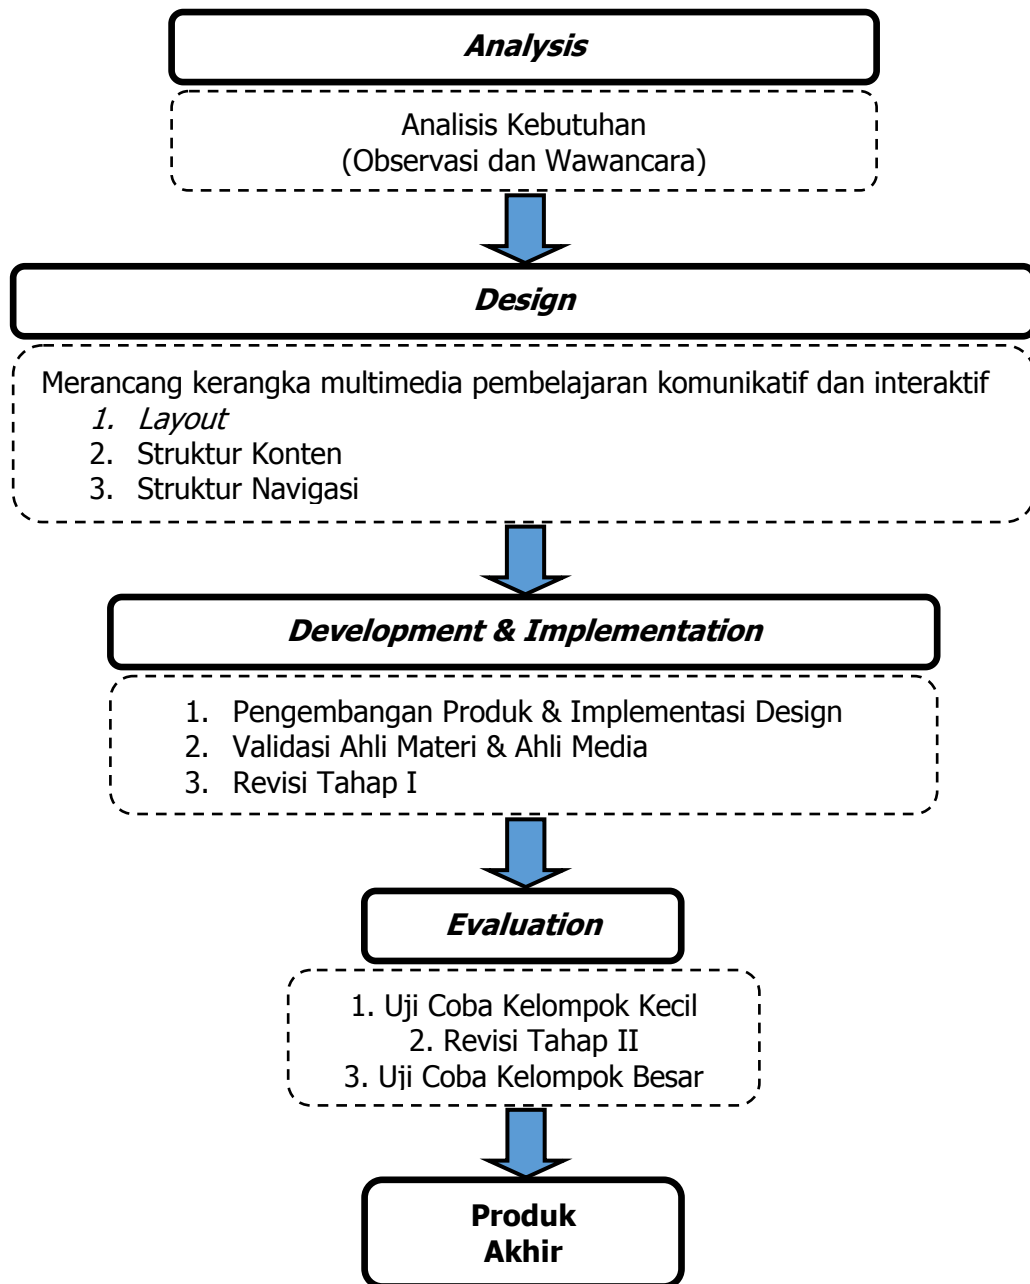 Analysis
Analisis Kebutuhan
(Observasi dan Wawancara)
Design
Merancang kerangka multimedia pembelajaran komunikatif dan interaktif
1. Layout
2. Struktur Konten
3. Struktur Navigasi
Development & Implementation
1. Pengembangan Produk & Implementasi Design
2. Validasi Ahli Materi & Ahli Media
3. Revisi Tahap I
Evaluation
1. Uji Coba Kelompok Kecil
2. Revisi Tahap II
3. Uji Coba Kelompok Besar
Produk
Akhir